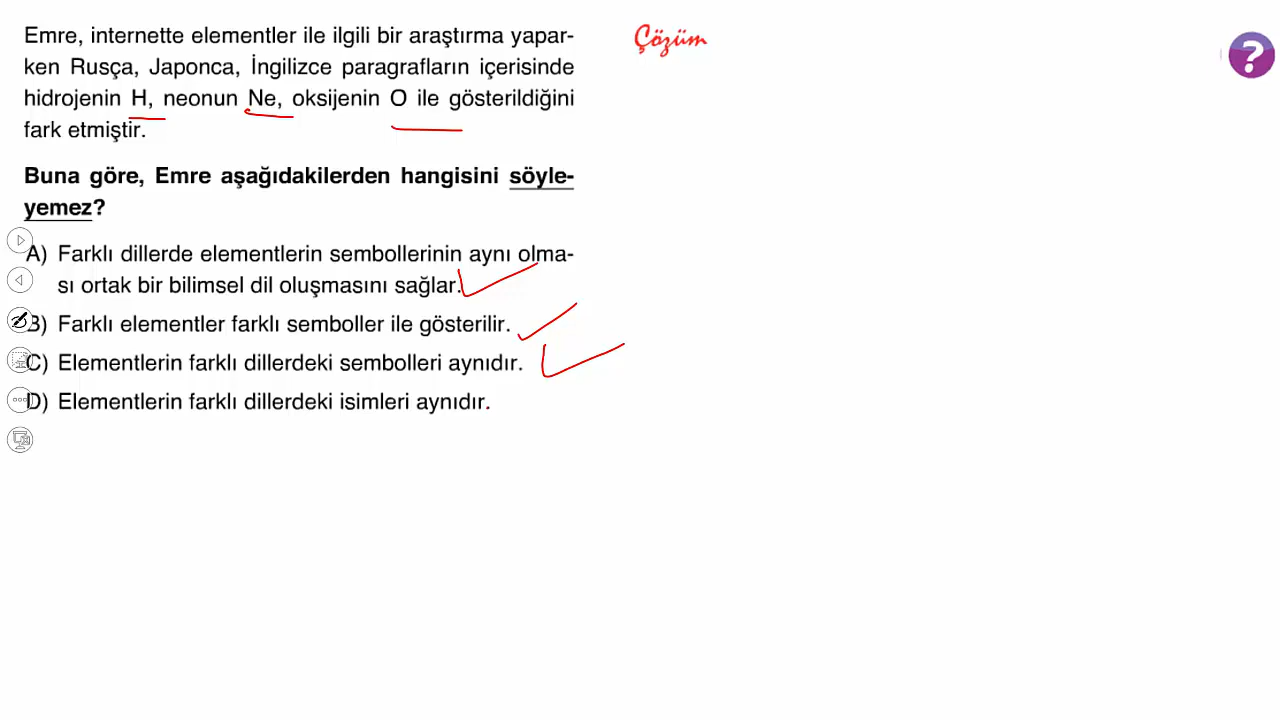 Emre, internette elementler ile ilgili bir araştırma yapar-
ken Rusça, Japonca, İngilizce paragrafların içerisinde
hidrojenin H, neonun Ne, oksijenin O ile gösterildiğini
fark etmiştir.
Buna göre, Emre aşağıdakilerden hangisini söyle-
yemez?
A) Farklı dillerde elementlerin sembollerinin aynı olma-
sı ortak bir bilimsel dil oluşmasını sağlar.
B) Farklı elementler farklı semboller ile gösterilir.
C) Elementlerin farklı dillerdeki sembolleri aynıdır.
D) Elementlerin farklı dillerdeki isimleri aynıdır.
Çözüm
?